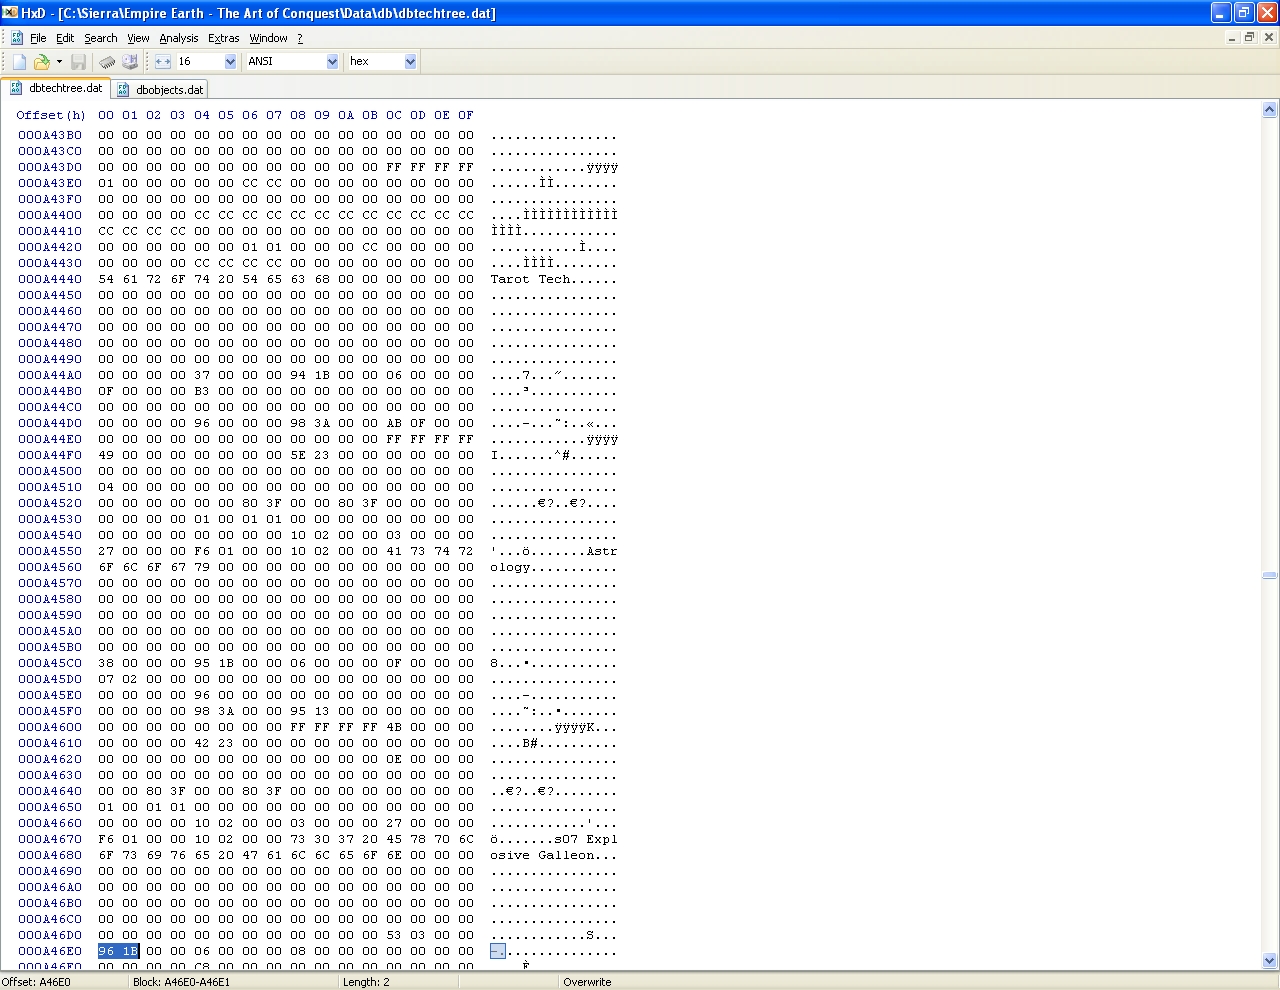 HxD - [C:\Sierra\Empire Earth - The Art of Conquest\Data\db\dbtechtree.dat]
File Edit Search View Analysis Extras Window ?
16 ANSI hex
dbtechtree.dat dbobjects.dat
Offset(h) 00 01 02 03 04 05 06 07 08 09 0A 0B 0C 0D 0E 0F
000A43B0 00 00 00 00 00 00 00 00 00 00 00 00 00 00 00 00 ................
000A43C0 00 00 00 00 00 00 00 00 00 00 00 00 00 00 00 00 ................
000A43D0 00 00 00 00 00 00 00 00 00 00 00 00 FF FF FF FF ............ÿÿÿÿ
000A43E0 01 00 00 00 00 00 CC CC 00 00 00 00 00 00 00 00 ......ÌÌ........
000A43F0 00 00 00 00 00 00 00 00 00 00 00 00 00 00 00 00 ................
000A4400 00 00 00 00 CC CC CC CC CC CC CC CC CC CC CC CC ....ÌÌÌÌÌÌÌÌÌÌÌÌ
000A4410 CC CC CC CC 00 00 00 00 00 00 00 00 00 00 00 00 ÌÌÌÌ............
000A4420 00 00 00 00 00 00 01 01 00 00 00 CC 00 00 00 00 ...........Ì....
000A4430 00 00 00 00 CC CC CC CC 00 00 00 00 00 00 00 00 ....ÌÌÌÌ........
000A4440 54 61 72 6F 74 20 54 65 63 68 00 00 00 00 00 00 Tarot Tech......
000A4450 00 00 00 00 00 00 00 00 00 00 00 00 00 00 00 00 ................
000A4460 00 00 00 00 00 00 00 00 00 00 00 00 00 00 00 00 ................
000A4470 00 00 00 00 00 00 00 00 00 00 00 00 00 00 00 00 ................
000A4480 00 00 00 00 00 00 00 00 00 00 00 00 00 00 00 00 ................
000A4490 00 00 00 00 00 00 00 00 00 00 00 00 00 00 00 00 ................
000A44A0 00 00 00 00 37 00 00 00 94 1B 00 00 06 00 00 00 ....7...”.......
000A44B0 0F 00 00 00 B3 00 00 00 00 00 00 00 00 00 00 00 ....³...........
000A44C0 00 00 00 00 00 00 00 00 00 00 00 00 00 00 00 00 ................
000A44D0 00 00 00 00 96 00 00 00 98 3A 00 00 AB 0F 00 00 ....–...˜:..«...
000A44E0 00 00 00 00 00 00 00 00 00 00 00 00 FF FF FF FF ............ÿÿÿÿ
000A44F0 49 00 00 00 00 00 00 00 5E 23 00 00 00 00 00 00 I.......^#......
000A4500 00 00 00 00 00 00 00 00 00 00 00 00 00 00 00 00 ................
000A4510 04 00 00 00 00 00 00 00 00 00 00 00 00 00 00 00 ................
000A4520 00 00 00 00 00 00 80 3F 00 00 80 3F 00 00 00 00 ......€?..€?....
000A4530 00 00 00 00 01 00 01 01 00 00 00 00 00 00 00 00 ................
000A4540 00 00 00 00 00 00 00 00 10 02 00 00 03 00 00 00 ................
000A4550 27 00 00 00 F6 01 00 00 10 02 00 00 41 73 74 72 '...ö.......Astr
000A4560 6F 6C 6F 67 79 00 00 00 00 00 00 00 00 00 00 00 ology...........
000A4570 00 00 00 00 00 00 00 00 00 00 00 00 00 00 00 00 ................
000A4580 00 00 00 00 00 00 00 00 00 00 00 00 00 00 00 00 ................
000A4590 00 00 00 00 00 00 00 00 00 00 00 00 00 00 00 00 ................
000A45A0 00 00 00 00 00 00 00 00 00 00 00 00 00 00 00 00 ................
000A45B0 00 00 00 00 00 00 00 00 00 00 00 00 00 00 00 00 ................
000A45C0 38 00 00 00 95 1B 00 00 06 00 00 00 0F 00 00 00 8...•...........
000A45D0 07 02 00 00 00 00 00 00 00 00 00 00 00 00 00 00 ................
000A45E0 00 00 00 00 96 00 00 00 00 00 00 00 00 00 00 00 ....–...........
000A45F0 00 00 00 00 98 3A 00 00 95 13 00 00 00 00 00 00 ....˜:..•.......
000A4600 00 00 00 00 00 00 00 00 FF FF FF FF 4B 00 00 00 ........ÿÿÿÿK...
000A4610 00 00 00 00 42 23 00 00 00 00 00 00 00 00 00 00 ....B#..........
000A4620 00 00 00 00 00 00 00 00 00 00 00 00 0E 00 00 00 ................
000A4630 00 00 00 00 00 00 00 00 00 00 00 00 00 00 00 00 ................
000A4640 00 00 80 3F 00 00 80 3F 00 00 00 00 00 00 00 00 ..€?..€?........
000A4650 01 00 01 01 00 00 00 00 00 00 00 00 00 00 00 00 ................
000A4660 00 00 00 00 10 02 00 00 03 00 00 00 27 00 00 00 ............'...
000A4670 F6 01 00 00 10 02 00 00 73 30 37 20 45 78 70 6C ö.......s07 Expl
000A4680 6F 73 69 76 65 20 47 61 6C 6C 65 6F 6E 00 00 00 osive Galleon...
000A4690 00 00 00 00 00 00 00 00 00 00 00 00 00 00 00 00 ................
000A46A0 00 00 00 00 00 00 00 00 00 00 00 00 00 00 00 00 ................
000A46B0 00 00 00 00 00 00 00 00 00 00 00 00 00 00 00 00 ................
000A46C0 00 00 00 00 00 00 00 00 00 00 00 00 00 00 00 00 ................
000A46D0 00 00 00 00 00 00 00 00 00 00 00 00 53 03 00 00 ............S...
000A46E0 96 1B 00 00 06 00 00 00 08 00 00 00 00 00 00 00 –...............
000A46F0 00 00 00 00 C8 00 00 00 00 00 00 00 00 00 00 00 ....È...........
Offset: A46E0 Block: A46E0-A46E1 Length: 2 Overwrite